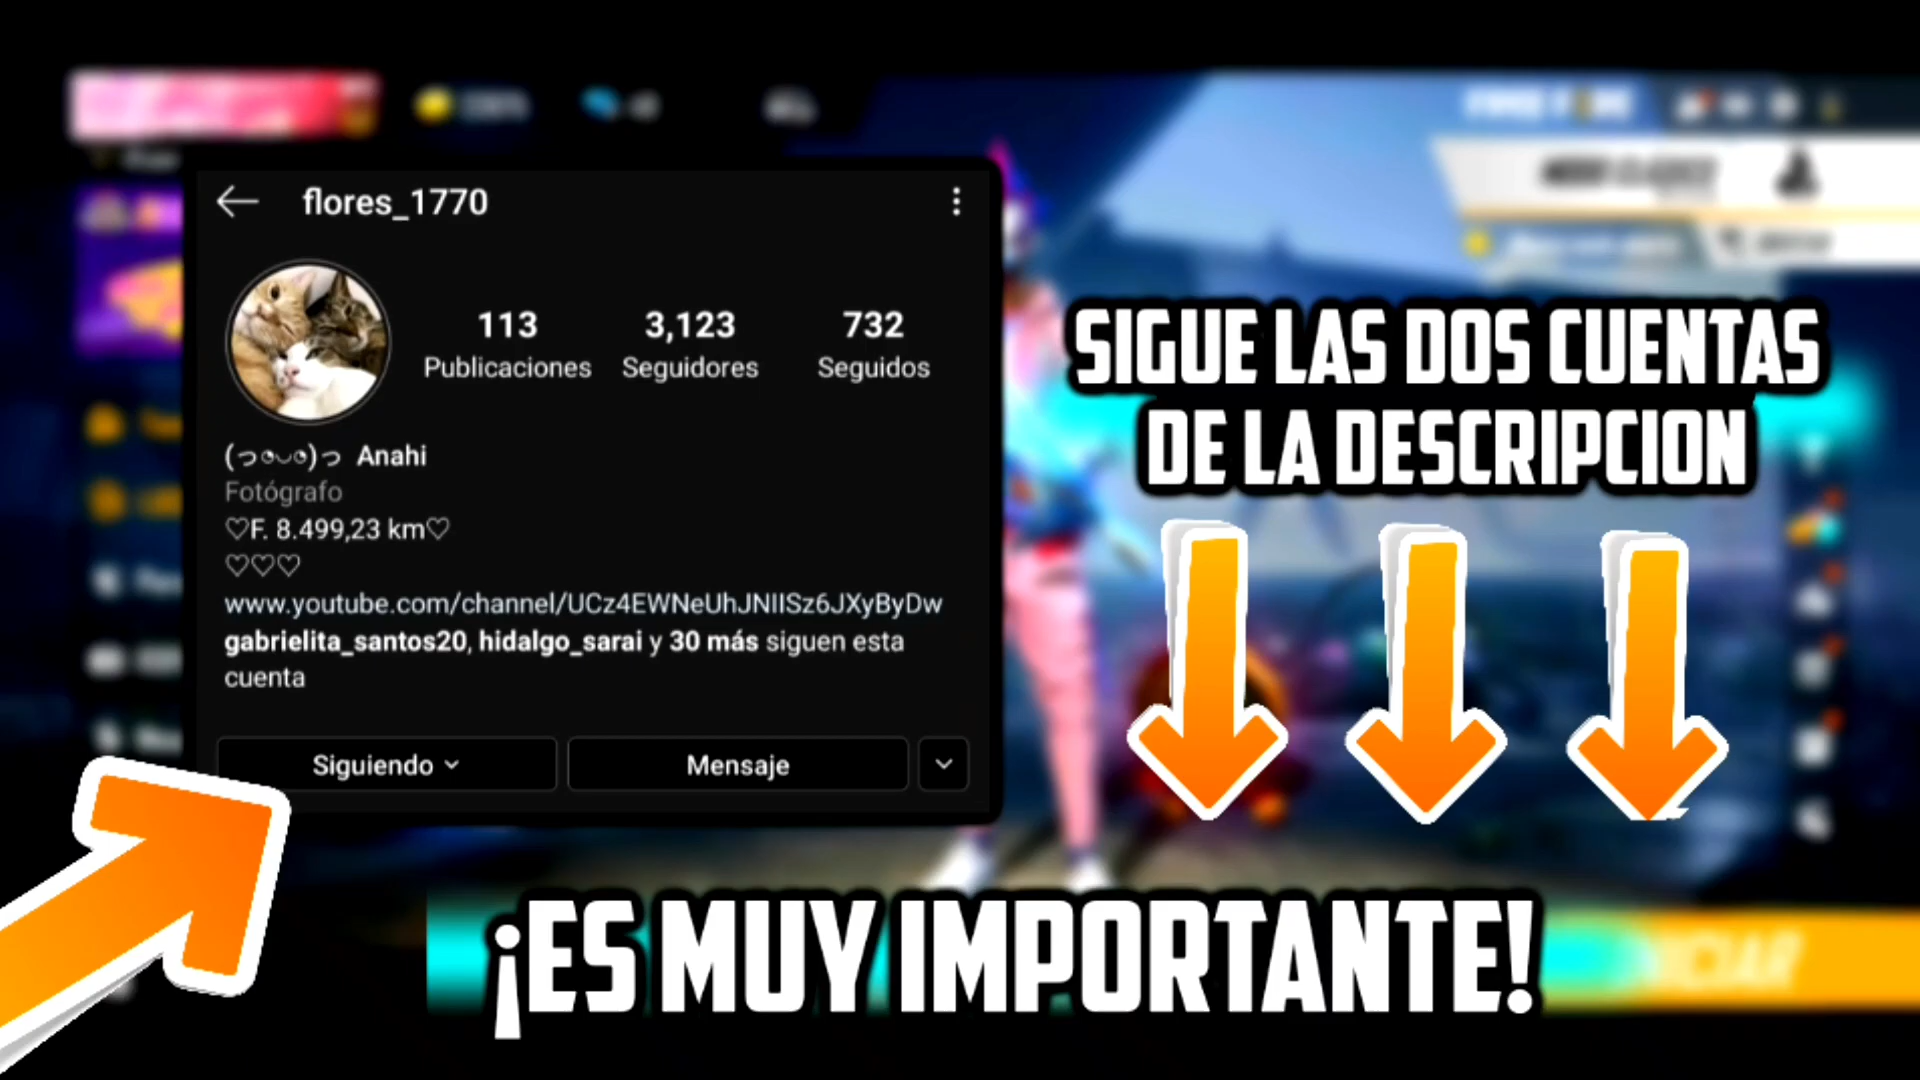 flores_1770
113
Publicaciones
3,123
Seguidores
732
Seguidos
(っ◔◡◔)っ Anahi
Fotógrafo
♡F. 8.499,23 km♡
♡♡♡
www.youtube.com/channel/UCz4EWNeUhJNIISz6JXyByDw
gabrielita_santos20, hidalgo_sarai y 30 más siguen esta
cuenta
Siguiendo
Mensaje
SIGUE LAS DOS CUENTAS
DE LA DESCRIPCION
¡ES MUY IMPORTANTE!
FREE FIRE